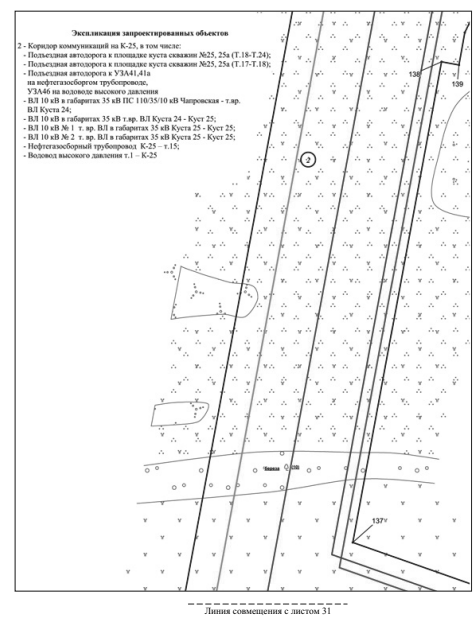 Экспликация запроектированных объектов
2 - Коридор коммуникаций на К-25, в том числе:
- Подъездная автодорога к площадке куста скважин №25, 25а (Т.18-Т.24);
- Подъездная автодорога к площадке куста скважин №25, 25а (Т.17-Т.18);
- Подъездная автодорога к УЗА41,41а
на нефтегазосборгом трубопроводе,
УЗА46 на водоводе высокого давления
- ВЛ 10 кВ в габаритах 35 кВ ПС 110/35/10 кВ Чапровская - т.вр.
ВЛ Куста 24;
- ВЛ 10 кВ в габаритах 35 кВ т.вр. ВЛ Куста 24 - Куст 25;
- ВЛ 10 кВ № 1 т. вр. ВЛ в габаритах 35 кВ Куста 25 - Куст 25;
- ВЛ 10 кВ № 2 т. вр. ВЛ в габаритах 35 кВ Куста 25 - Куст 25;
- Нефтегазосборный трубопровод К-25 – т.15;
- Водовод высокого давления т.1 – К-25
138
139
2
137
Линия совмещения с листом 31